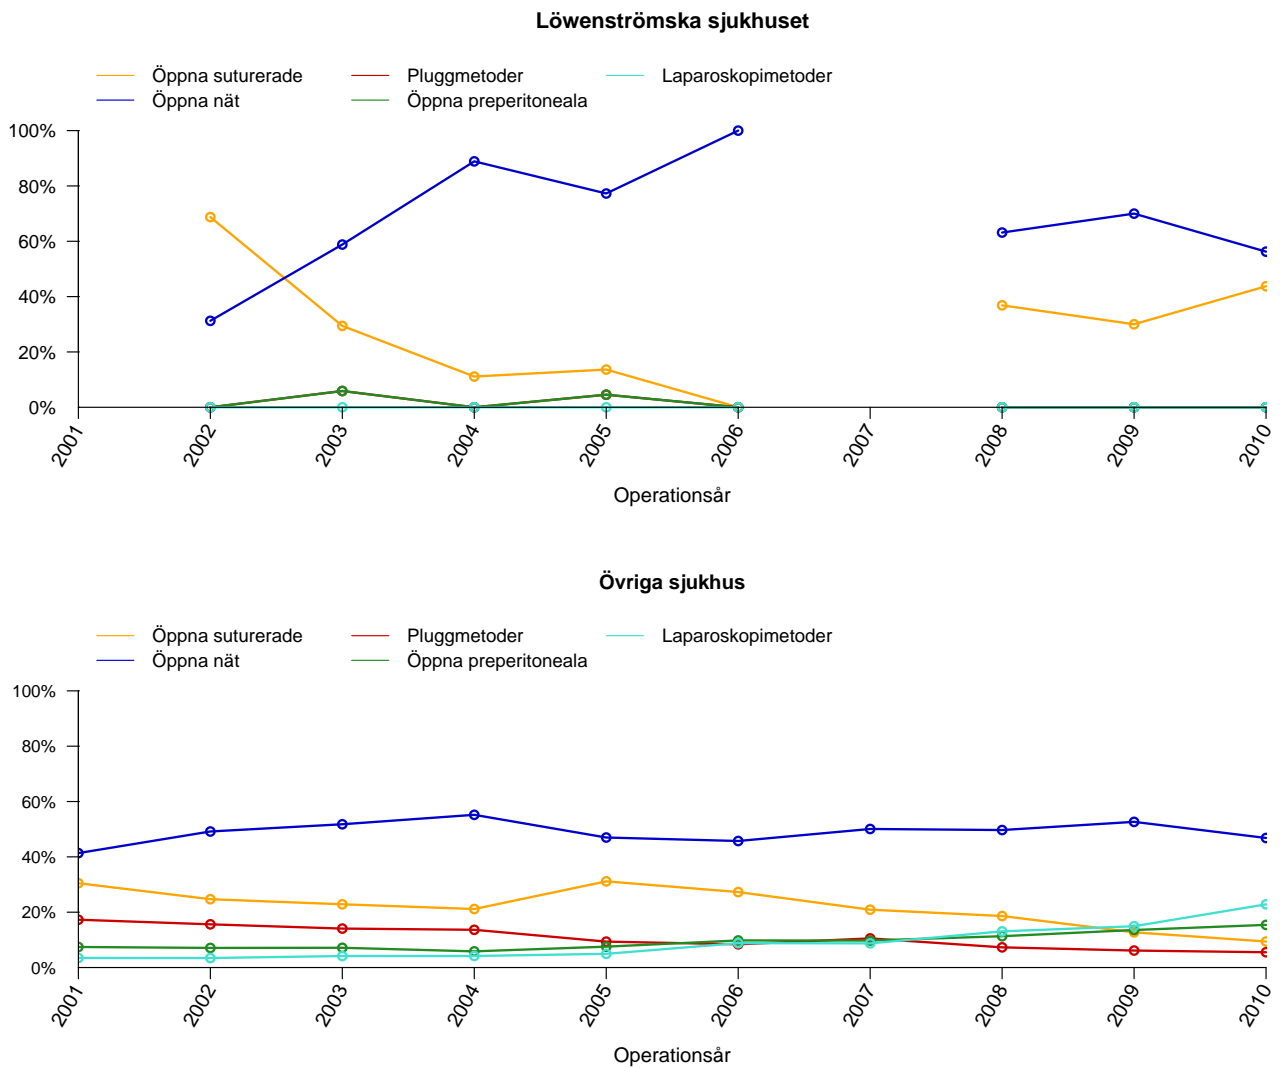 Löwenströmska sjukhuset
Öppna suturerade Pluggmetoder Laparoskopimetoder
Öppna nät Öppna preperitoneala
100%
80%
60%
40%
20%
0%
2001 2002 2003 2004 2005 2006 2007 2008 2009 2010
Operationsår
Övriga sjukhus
Öppna suturerade Pluggmetoder Laparoskopimetoder
Öppna nät Öppna preperitoneala
100%
80%
60%
40%
20%
0%
2001 2002 2003 2004 2005 2006 2007 2008 2009 2010
Operationsår